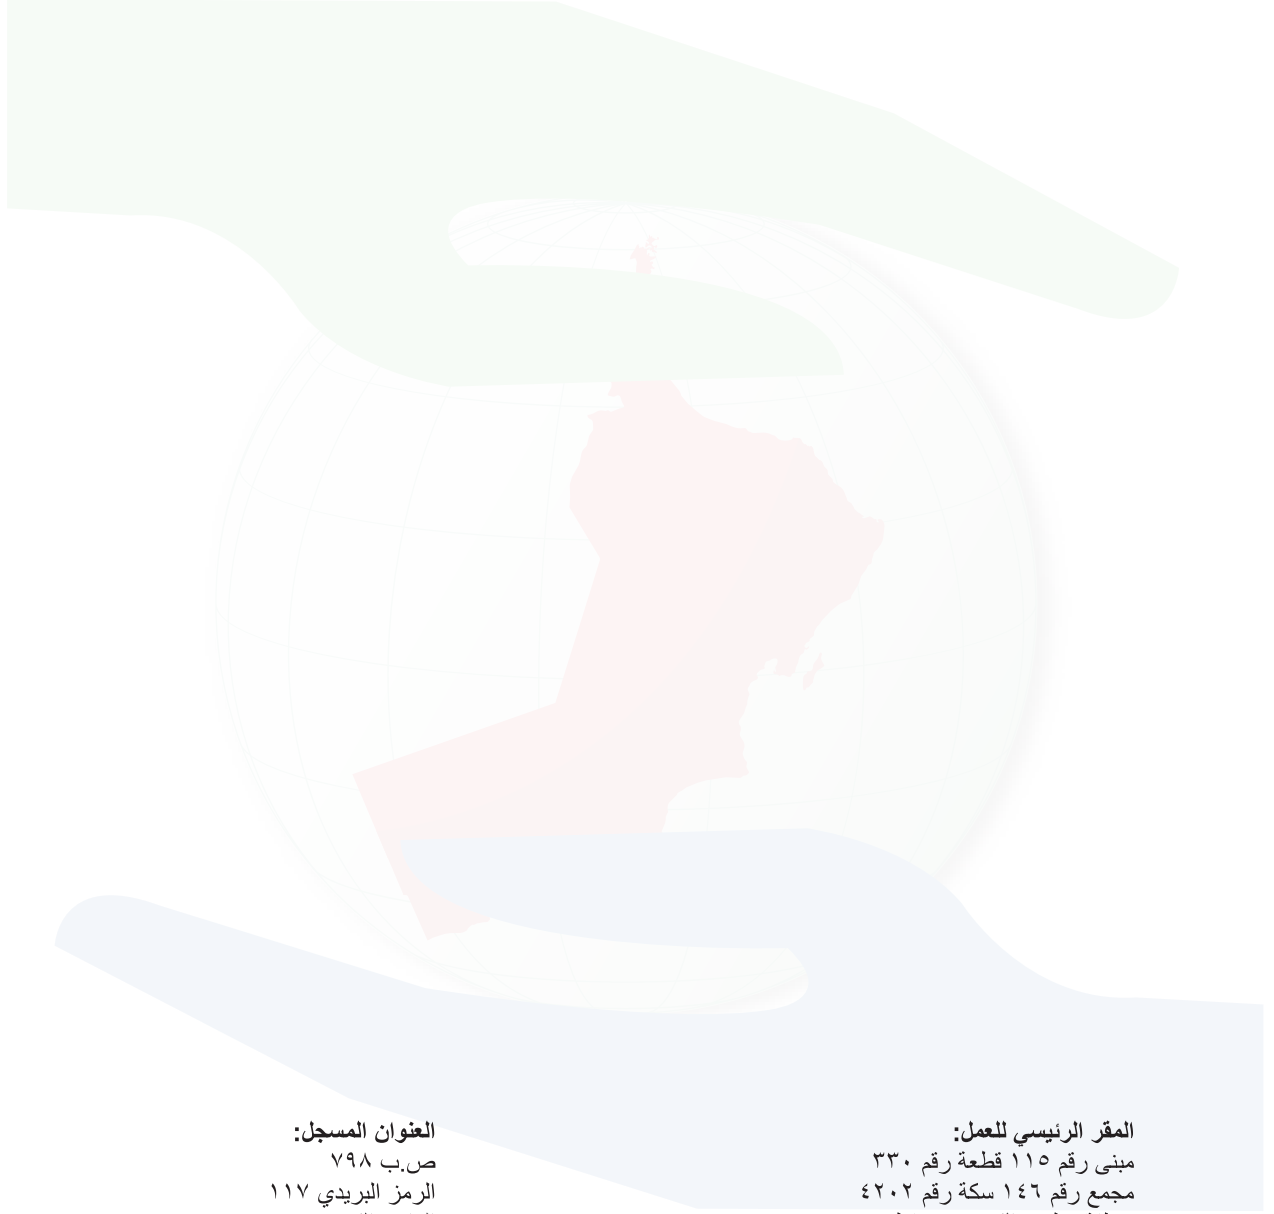 المقر الرئيسي للعمل:
مبنى رقم ١١٥ قطعة رقم ٣٣٠
مجمع رقم ١٤٦ سكة رقم ٤٢٠٢
العنوان المسجل:
ص.ب ٧٩٨
الرمز البريدي ١١٧